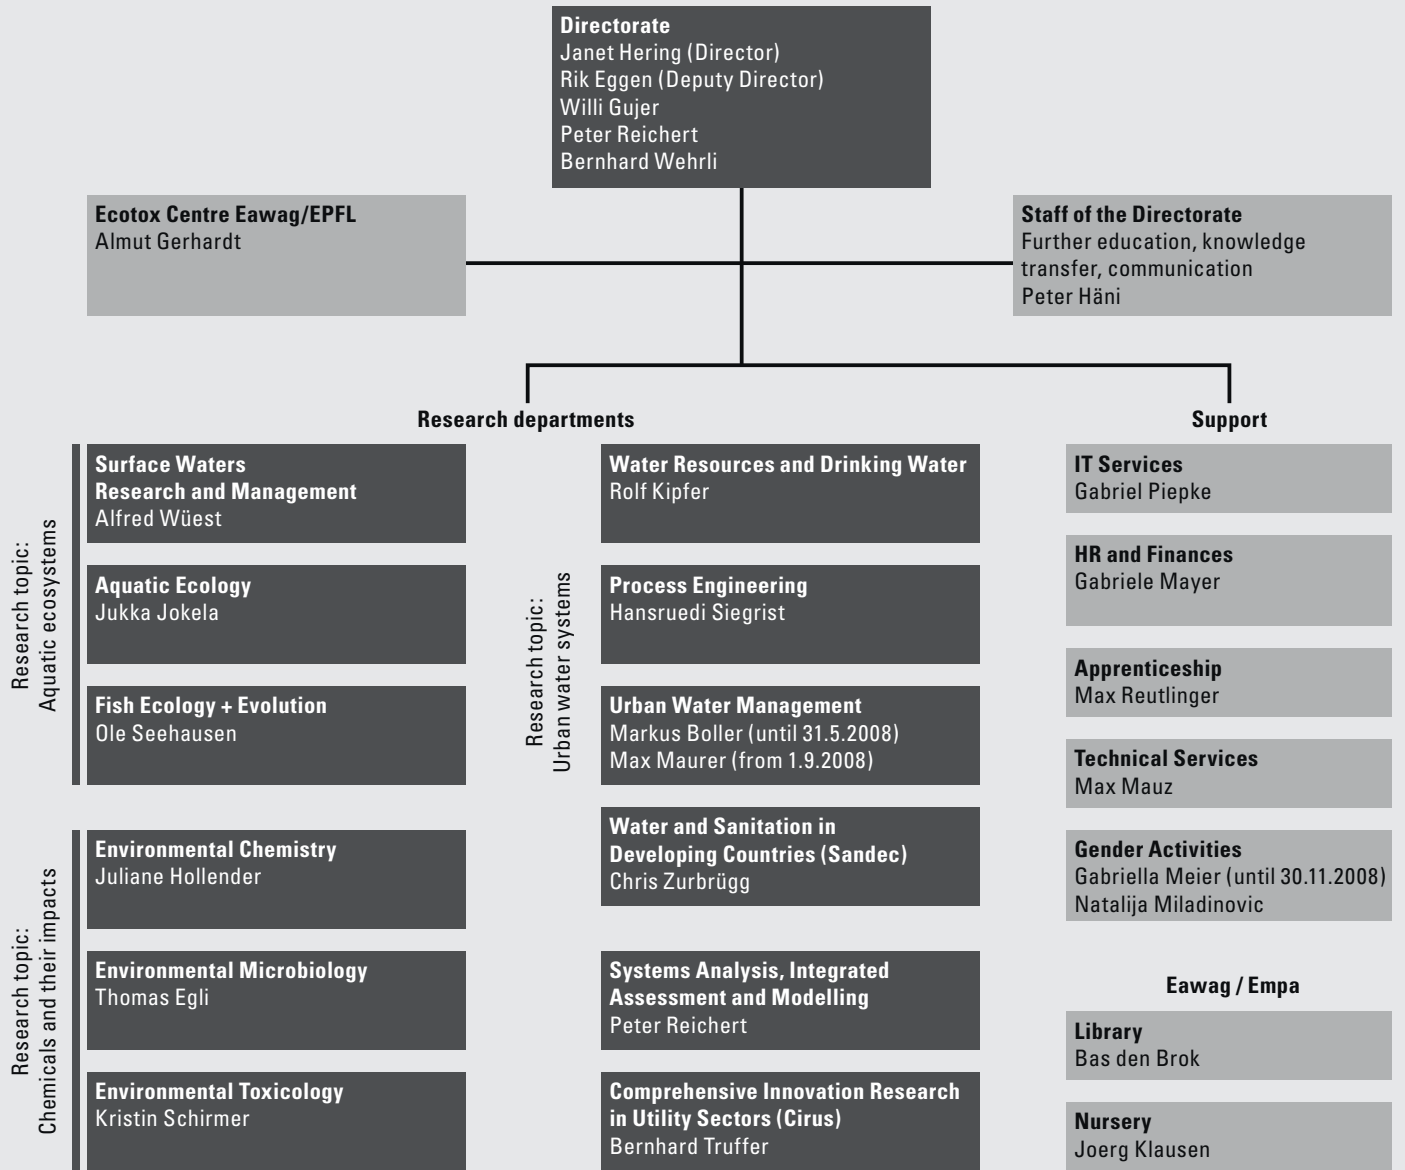 Directorate
Janet Hering (Director)
Rik Eggen (Deputy Director)
Willi Gujer
Peter Reichert
Bernhard Wehrli
Ecotox Centre Eawag/EPFL
Almut Gerhardt
Staff of the Directorate
Further education, knowledge
transfer, communication
Peter Häni
Research departments
Support
Research topic:
Aquatic ecosystems
Surface Waters
Research and Management
Alfred Wüest
Aquatic Ecology
Jukka Jokela
Fish Ecology + Evolution
Ole Seehausen
Research topic:
Chemicals and their impacts
Environmental Chemistry
Juliane Hollender
Environmental Microbiology
Thomas Egli
Environmental Toxicology
Kristin Schirmer
Research topic:
Urban water systems
Water Resources and Drinking Water
Rolf Kipfer
Process Engineering
Hansruedi Siegrist
Urban Water Management
Markus Boller (until 31.5.2008)
Max Maurer (from 1.9.2008)
Water and Sanitation in
Developing Countries (Sandec)
Chris Zurbrügg
Systems Analysis, Integrated
Assessment and Modelling
Peter Reichert
Comprehensive Innovation Research
in Utility Sectors (Cirus)
Bernhard Truffer
IT Services
Gabriel Piepke
HR and Finances
Gabriele Mayer
Apprenticeship
Max Reutlinger
Technical Services
Max Mauz
Gender Activities
Gabriella Meier (until 30.11.2008)
Natalija Miladinovic
Eawag / Empa
Library
Bas den Brok
Nursery
Joerg Klausen